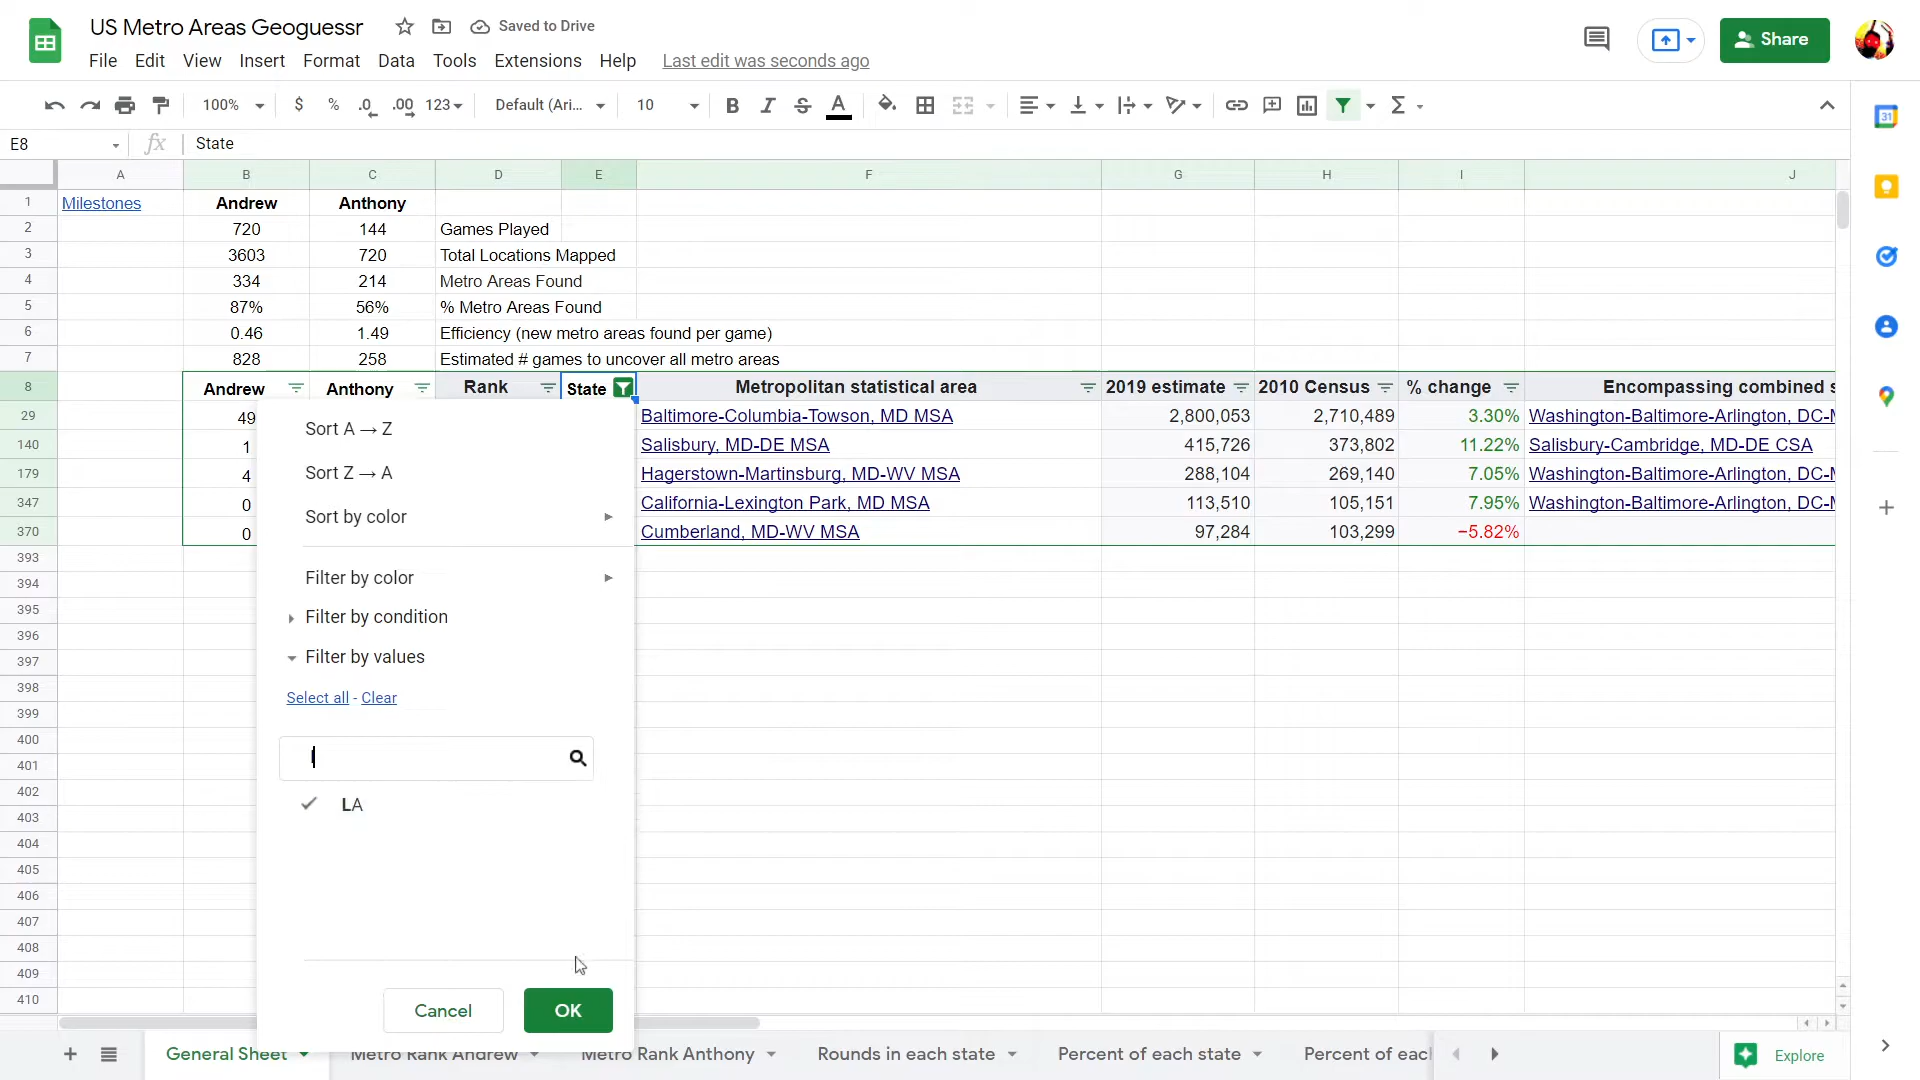 US Metro Areas Geoguessr Saved to Drive
File Edit View Insert Format Data Tools Extensions Help Last edit was seconds ago
Share
100% $ % .0 .00 123 Default (Ari... 10 B I S A
E8 fx State
A B C D E F G H I J
1 Milestones Andrew Anthony
2 720 144 Games Played
3 3603 720 Total Locations Mapped
4 334 214 Metro Areas Found
5 87% 56% % Metro Areas Found
6 0.46 1.49 Efficiency (new metro areas found per game)
7 828 258 Estimated # games to uncover all metro areas
8 Andrew Anthony Rank State Metropolitan statistical area 2019 estimate 2010 Census % change Encompassing combined s
29 49 Baltimore-Columbia-Towson, MD MSA 2,800,053 2,710,489 3.30% Washington-Baltimore-Arlington, DC-M
140 1 Salisbury, MD-DE MSA 415,726 373,802 11.22% Salisbury-Cambridge, MD-DE CSA
179 4 Hagerstown-Martinsburg, MD-WV MSA 288,104 269,140 7.05% Washington-Baltimore-Arlington, DC-M
347 0 California-Lexington Park, MD MSA 113,510 105,151 7.95% Washington-Baltimore-Arlington, DC-M
370 0 Cumberland, MD-WV MSA 97,284 103,299 −5.82%
393
394
395
396
397
398
399
400
401
402
403
404
405
406
407
408
409
410
Sort A → Z
Sort Z → A
Sort by color
Filter by color
Filter by condition
Filter by values
Select all - Clear
l
LA
Cancel OK
General Sheet Metro Rank Andrew Metro Rank Anthony Rounds in each state Percent of each state Percent of eac
Explore
31